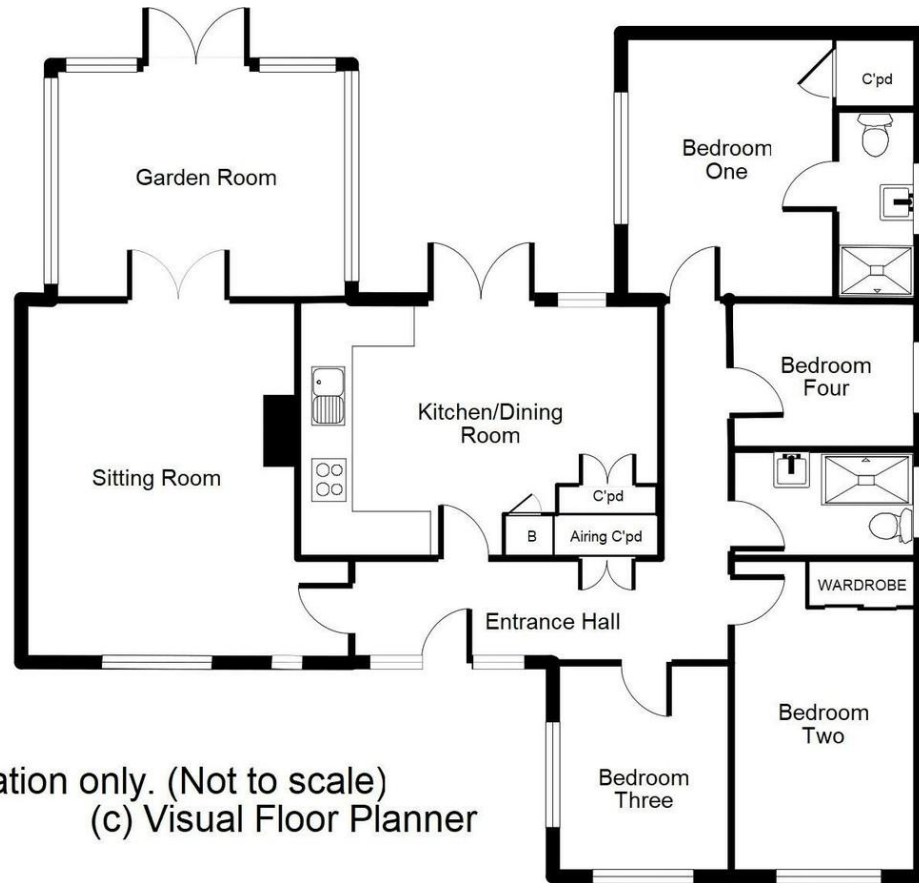 C'pd
Bedroom
One
Garden Room
Bedroom
Four
Kitchen/Dining
Room
Sitting Room
C'pd
B
Airing C'pd
WARDROBE
Entrance Hall
Bedroom
Two
Bedroom
Three
ation only. (Not to scale)
(c) Visual Floor Planner